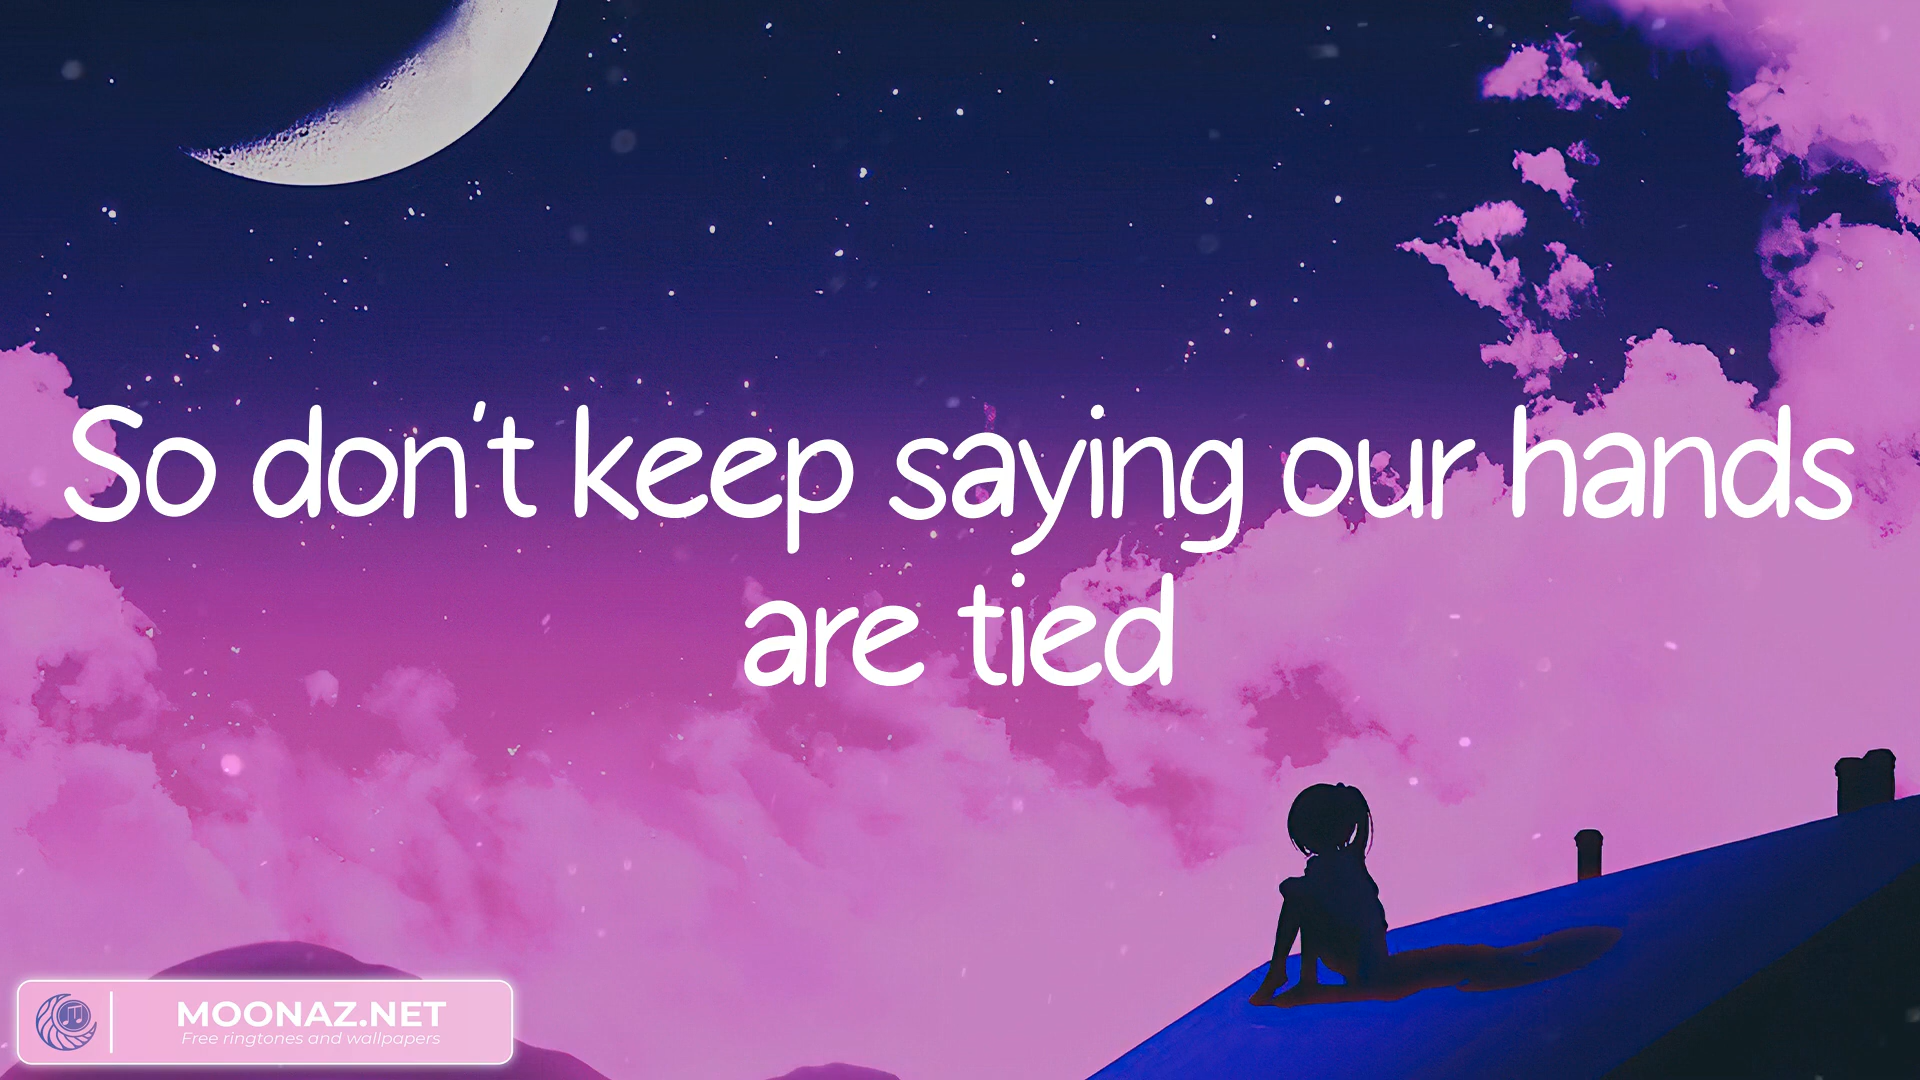 So don't keep saying our hands
are tied
MOONAZ.NET
Free ringtones and wallpapers